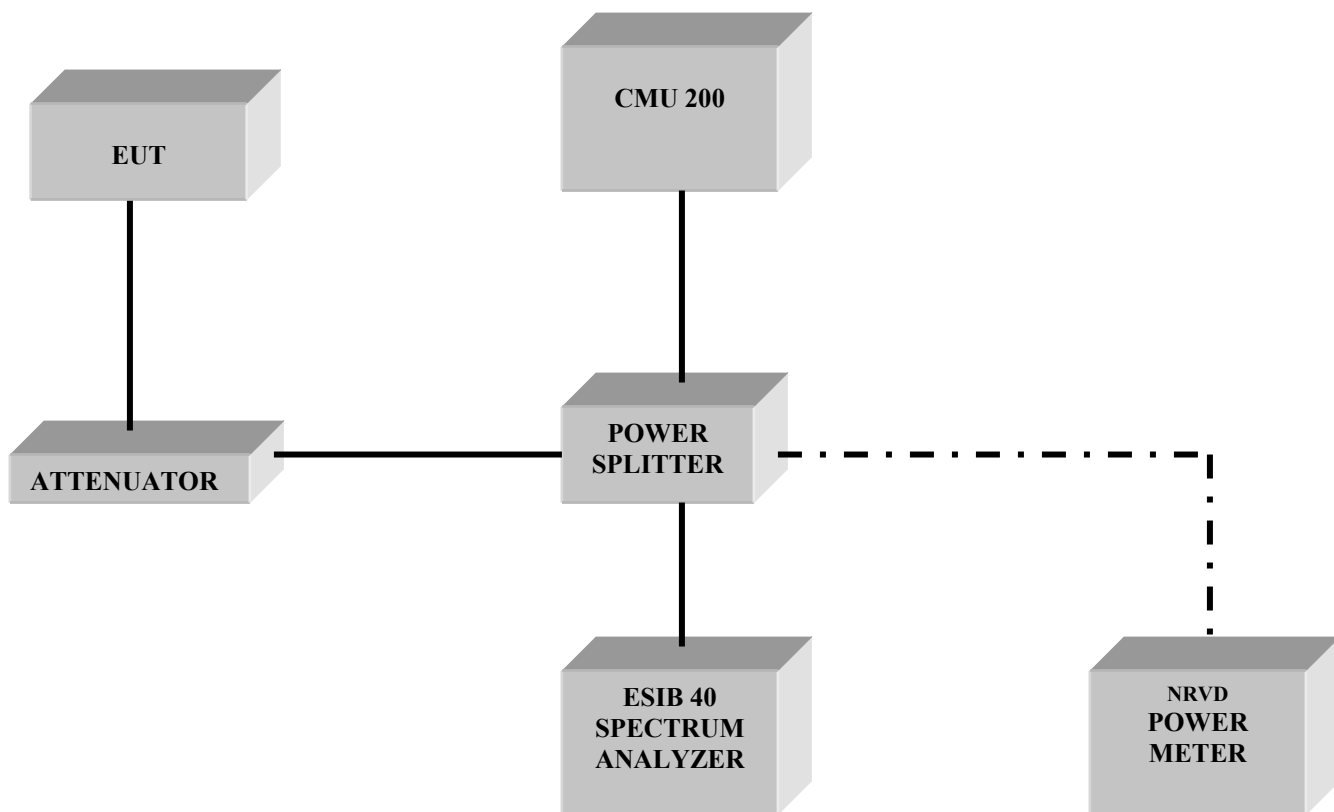 CMU 200
EUT
POWER
SPLITTER
ATTENUATOR
ESIB 40
SPECTRUM
ANALYZER
NRVD
POWER
METER